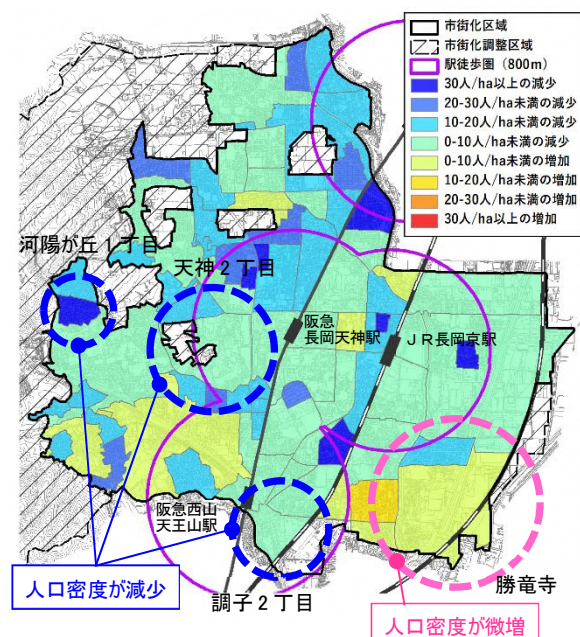 市街化区域
市街化調整区域
駅徒歩圏（800m）
30人/ha以上の減少
20-30人/ha未満の減少
10-20人/ha未満の減少
0-10人/ha未満の減少
0-10人/ha未満の増加
10-20人/ha未満の増加
20-30人/ha未満の増加
30人/ha以上の増加
河陽が丘１丁目
天神２丁目
阪急
長岡天神駅
ＪＲ長岡京駅
阪急西山
天王山駅
人口密度が減少
調子２丁目
勝竜寺
人口密度が微増